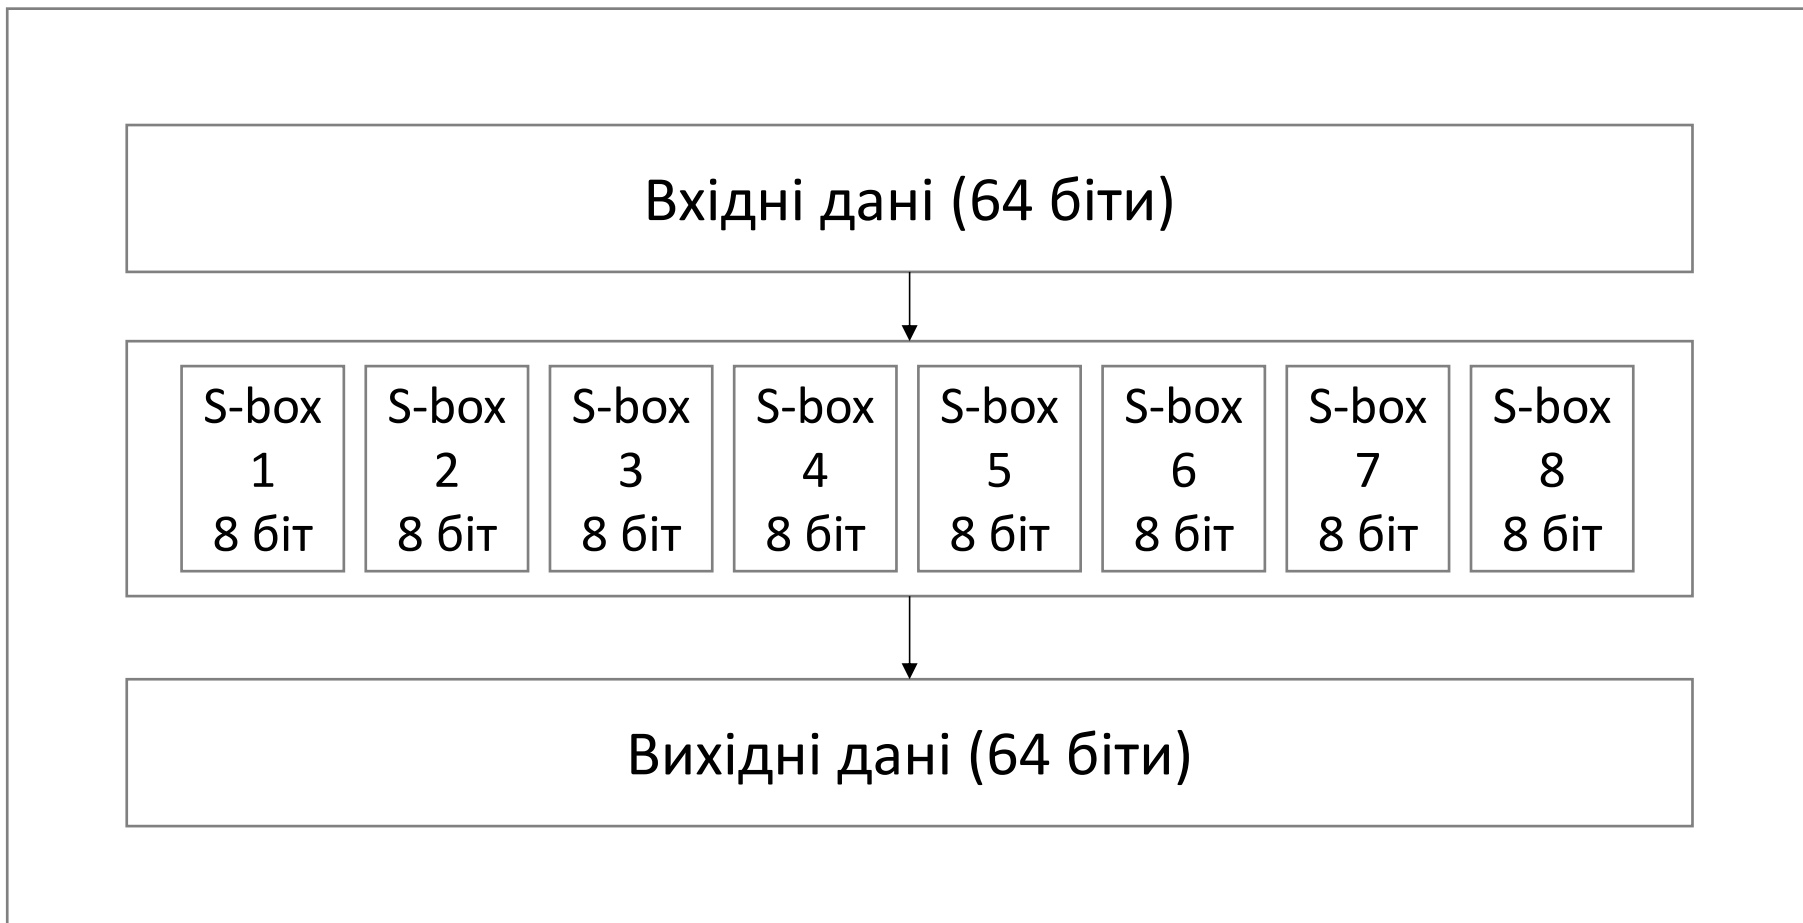 Вхідні дані (64 біти)
S-box
1
8 біт
S-box
2
8 біт
S-box
3
8 біт
S-box
4
8 біт
S-box
5
8 біт
S-box
6
8 біт
S-box
7
8 біт
S-box
8
8 біт
Вихідні дані (64 біти)